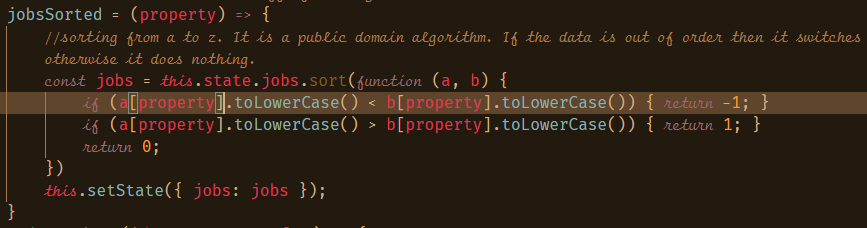 jobsSorted = (property) => {
//sorting from a to z. It is a public domain algorithm. If the data is out of order then it switches
otherwise it does nothing.
const jobs = this.state.jobs.sort(function (a, b) {
if (a[property].toLowerCase() < b[property].toLowerCase()) { return -1; }
if (a[property].toLowerCase() > b[property].toLowerCase()) { return 1; }
return 0;
})
this.setState({ jobs: jobs });
}